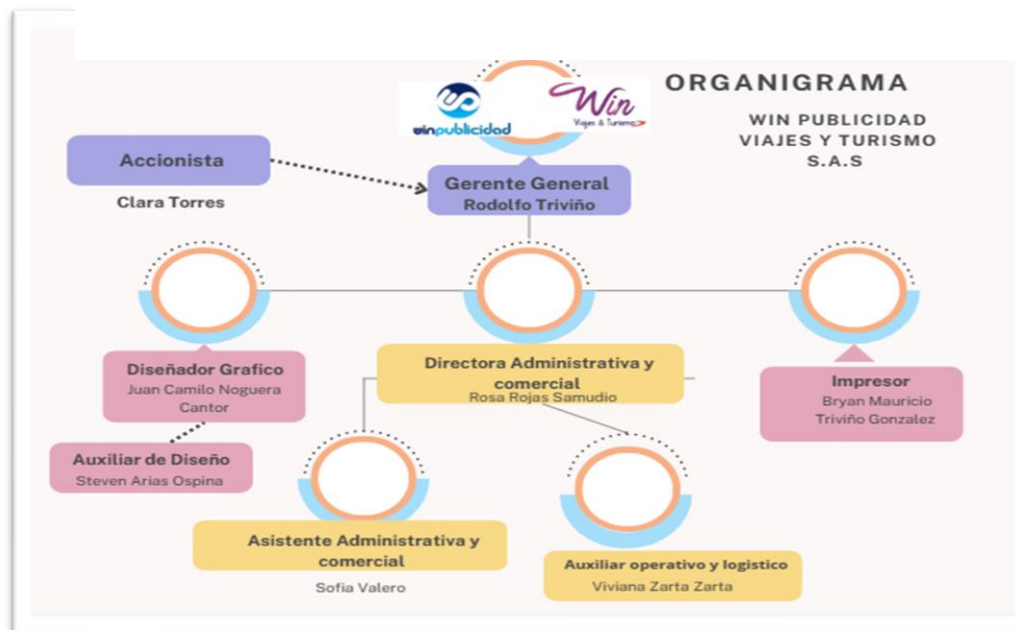 ORGANIGRAMA
winpublicidad
Win
Viajes & Turismo
WIN PUBLICIDAD
VIAJES Y TURISMO
S.A.S
Accionista
Clara Torres
Gerente General
Rodolfo Triviño
Diseñador Grafico
Juan Camilo Noguera
Cantor
Directora Administrativa y
comercial
Rosa Rojas Samudio
Impresor
Bryan Mauricio
Triviño Gonzalez
Auxiliar de Diseño
Steven Arias Ospina
Asistente Administrativa y
comercial
Sofia Valero
Auxiliar operativo y logistico
Viviana Zarta Zarta